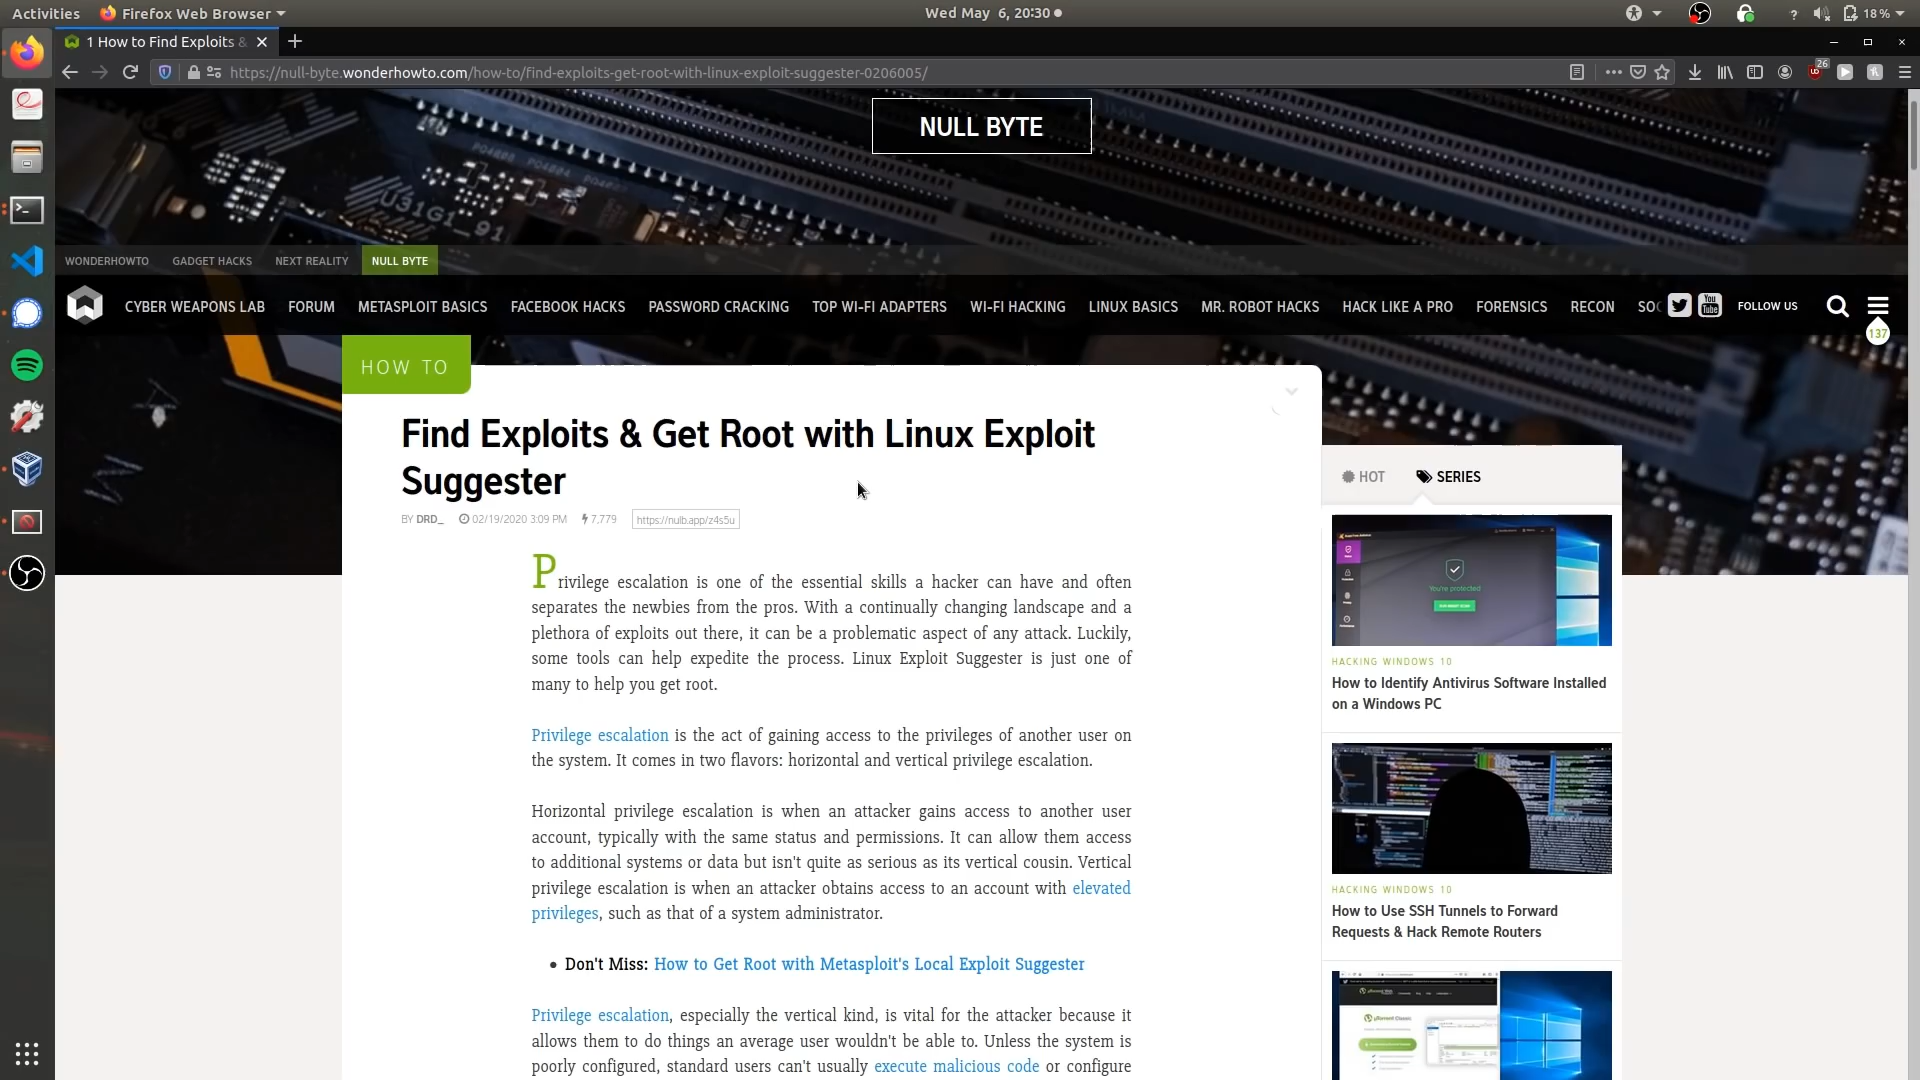 Activities
Firefox Web Browser
Wed May  6, 20:30
?
18%
1 How to Find Exploits &
https://null-byte.wonderhowto.com/how-to/find-exploits-get-root-with-linux-exploit-suggester-0206005/
26
NULL BYTE
U31G1_91
WONDERHOWTO
GADGET HACKS
NEXT REALITY
NULL BYTE
CYBER WEAPONS LAB
FORUM
METASPLOIT BASICS
FACEBOOK HACKS
PASSWORD CRACKING
TOP WI-FI ADAPTERS
WI-FI HACKING
LINUX BASICS
MR. ROBOT HACKS
HACK LIKE A PRO
FORENSICS
RECON
SO
You
Tube
FOLLOW US
137
HOW TO
Find Exploits & Get Root with Linux Exploit
Suggester
BY DRD_
02/19/2020 3:09 PM
7,779
https://nulb.app/z4s5u
Privilege escalation is one of the essential skills a hacker can have and often
separates the newbies from the pros. With a continually changing landscape and a
plethora of exploits out there, it can be a problematic aspect of any attack. Luckily,
some tools can help expedite the process. Linux Exploit Suggester is just one of
many to help you get root.
Privilege escalation is the act of gaining access to the privileges of another user on
the system. It comes in two flavors: horizontal and vertical privilege escalation.
Horizontal privilege escalation is when an attacker gains access to another user
account, typically with the same status and permissions. It can allow them access
to additional systems or data but isn't quite as serious as its vertical cousin. Vertical
privilege escalation is when an attacker obtains access to an account with elevated
privileges, such as that of a system administrator.
• Don't Miss: How to Get Root with Metasploit's Local Exploit Suggester
Privilege escalation, especially the vertical kind, is vital for the attacker because it
allows them to do things an average user wouldn't be able to. Unless the system is
poorly configured, standard users can't usually execute malicious code or configure
HOT
SERIES
You're protected
HACKING WINDOWS 10
How to Identify Antivirus Software Installed
on a Windows PC
HACKING WINDOWS 10
How to Use SSH Tunnels to Forward
Requests & Hack Remote Routers